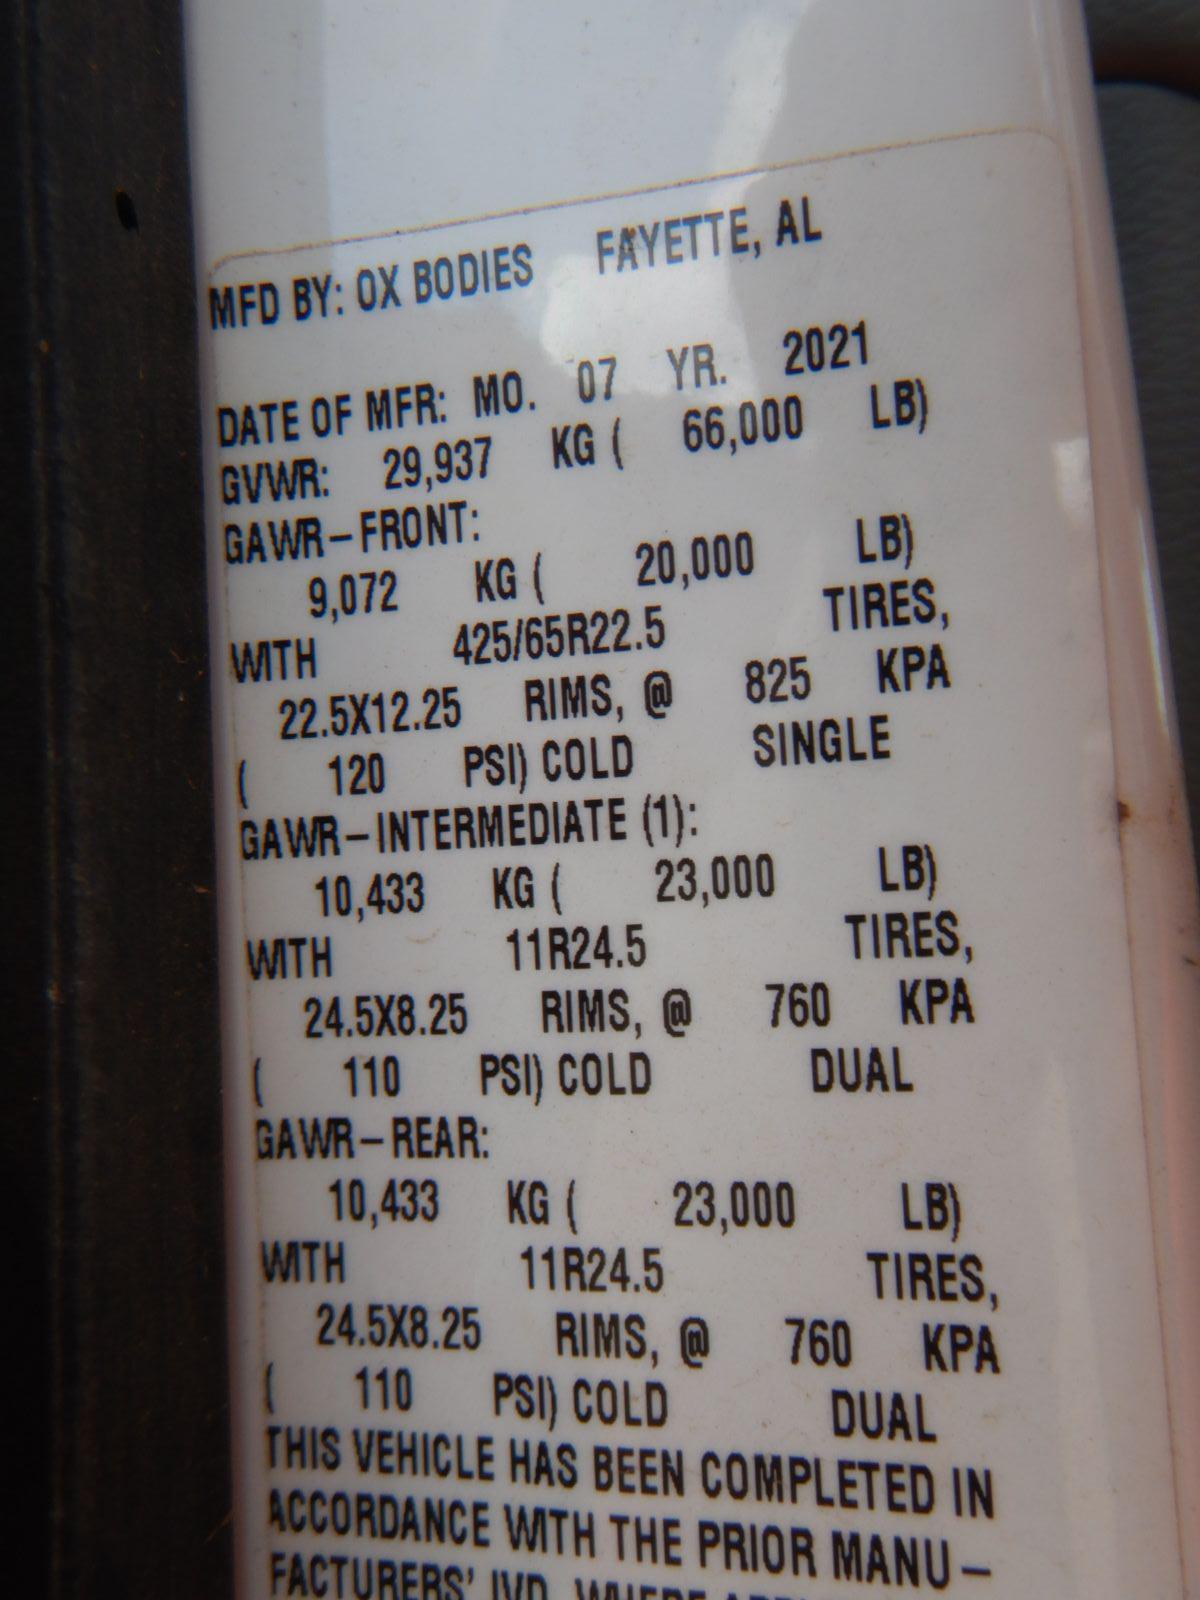 MFD BY: OX BODIES FAYETTE, AL
DATE OF MFR: MO. 07 YR. 2021
GVWR: 29,937 KG ( 66,000 LB)
GAWR-FRONT:
9,072 KG ( 20,000 LB)
WITH 425/65R22.5 TIRES,
22.5X12.25 RIMS, @ 825 KPA
( 120 PSI) COLD SINGLE
GAWR-INTERMEDIATE (1):
10,433 KG ( 23,000 LB)
WITH 11R24.5 TIRES,
24.5X8.25 RIMS, @ 760 KPA
( 110 PSI) COLD DUAL
GAWR-REAR:
10,433 KG ( 23,000 LB)
WITH 11R24.5 TIRES,
24.5X8.25 RIMS, @ 760 KPA
( 110 PSI) COLD DUAL
THIS VEHICLE HAS BEEN COMPLETED IN
ACCORDANCE WITH THE PRIOR MANU-
FACTURERS' IVD, WHERE